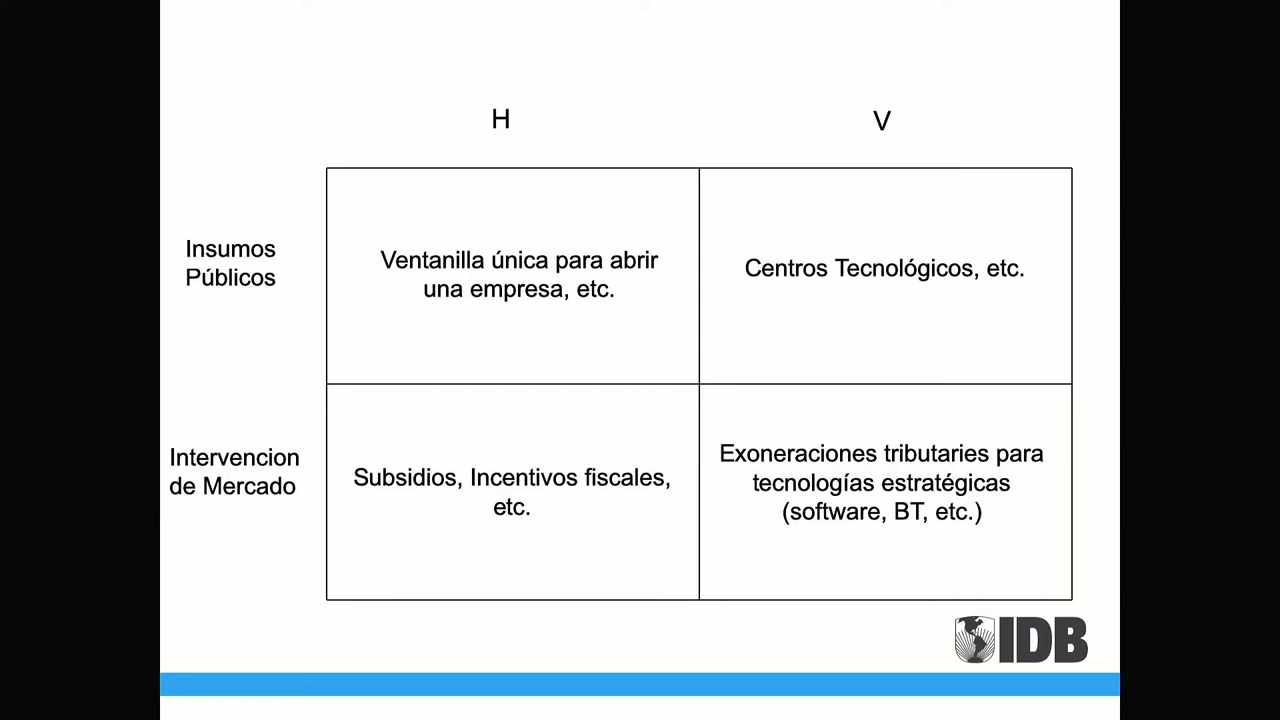 H
V
Insumos
Públicos
Ventanilla única para abrir
una empresa, etc.
Centros Tecnológicos, etc.
Intervencion
de Mercado
Subsidios, Incentivos fiscales,
etc.
Exoneraciones tributaries para
tecnologías estratégicas
(software, BT, etc.)
IDB